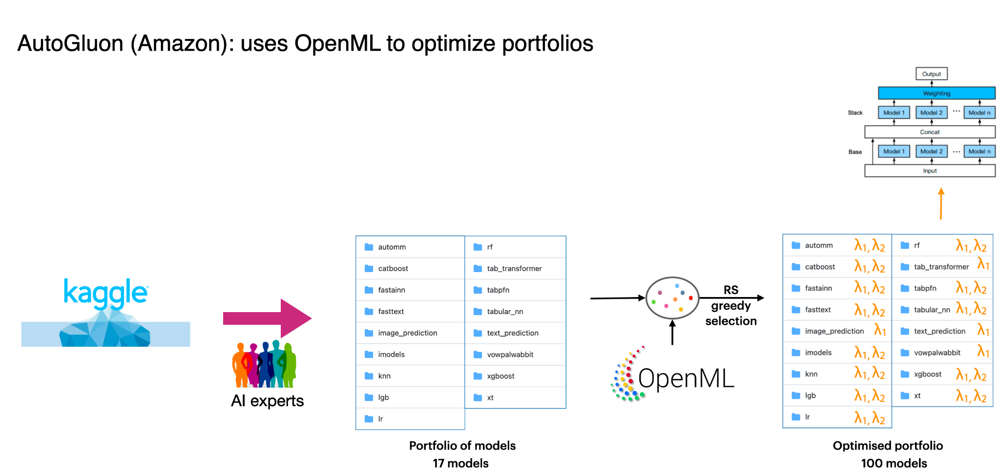 AutoGluon (Amazon): uses OpenML to optimize portfolios
Output
Weighting
Stack
Model 1
Model 2
...
Model n
Concat
Base
Model 1
Model 2
...
Model n
Input
kaggle
AI experts
automm
catboost
fastainn
fasttext
image_prediction
imodels
knn
lgb
lr
rf
tab_transformer
tabpfn
tabular_nn
text_prediction
vowpalwabbit
xgboost
xt
Portfolio of models
17 models
RS
greedy
selection
OpenML
automm λ1, λ2
catboost λ1, λ2
fastainn λ1, λ2
fasttext λ1, λ2
image_prediction λ1
imodels λ1, λ2
knn λ1, λ2
lgb λ1, λ2
lr λ1, λ2
rf λ1, λ2
tab_transformer λ1
tabpfn λ1, λ2
tabular_nn λ1, λ2
text_prediction λ1
vowpalwabbit λ1
xgboost λ1, λ2
xt λ1, λ2
Optimised portfolio
100 models